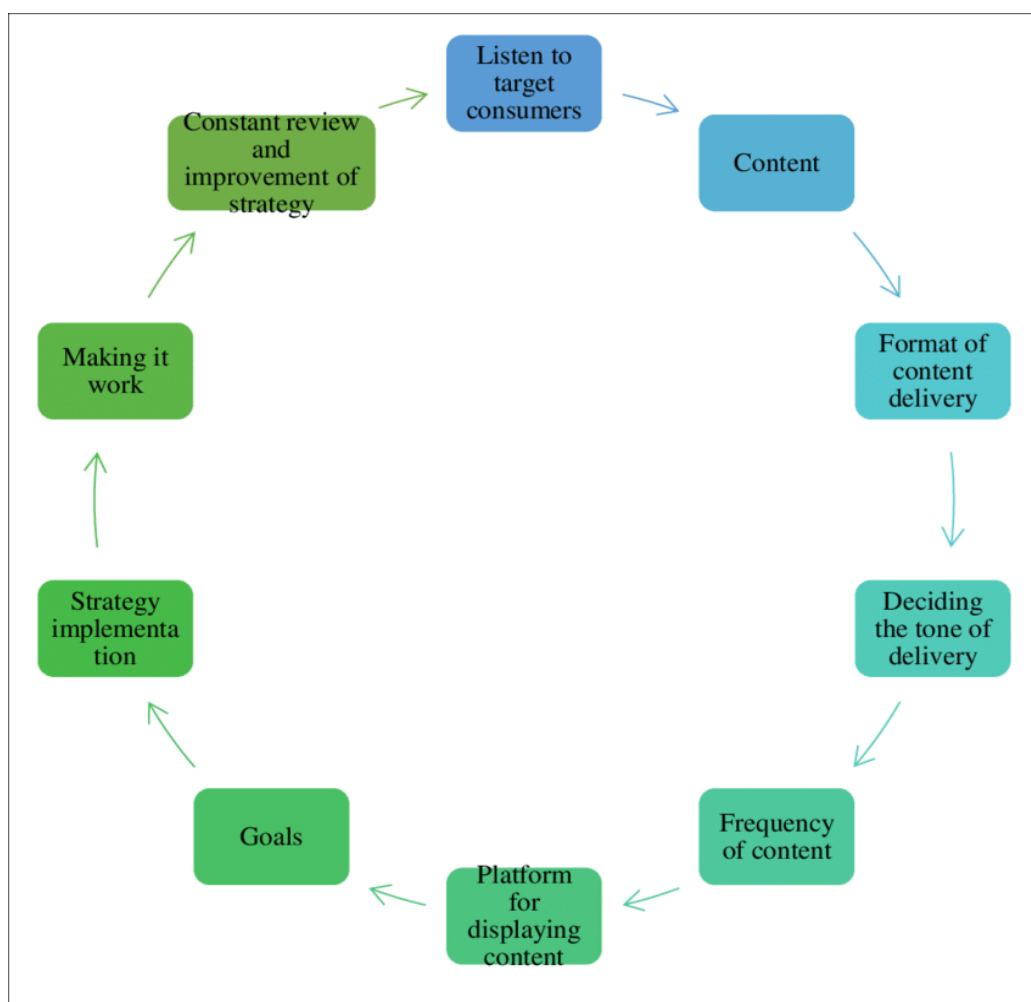 Listen to
target
consumers
Content
Format of
content
delivery
Deciding
the tone of
delivery
Frequency
of content
Platform
for
displaying
content
Goals
Strategy
implementa
tion
Making it
work
Constant review
and
improvement of
strategy